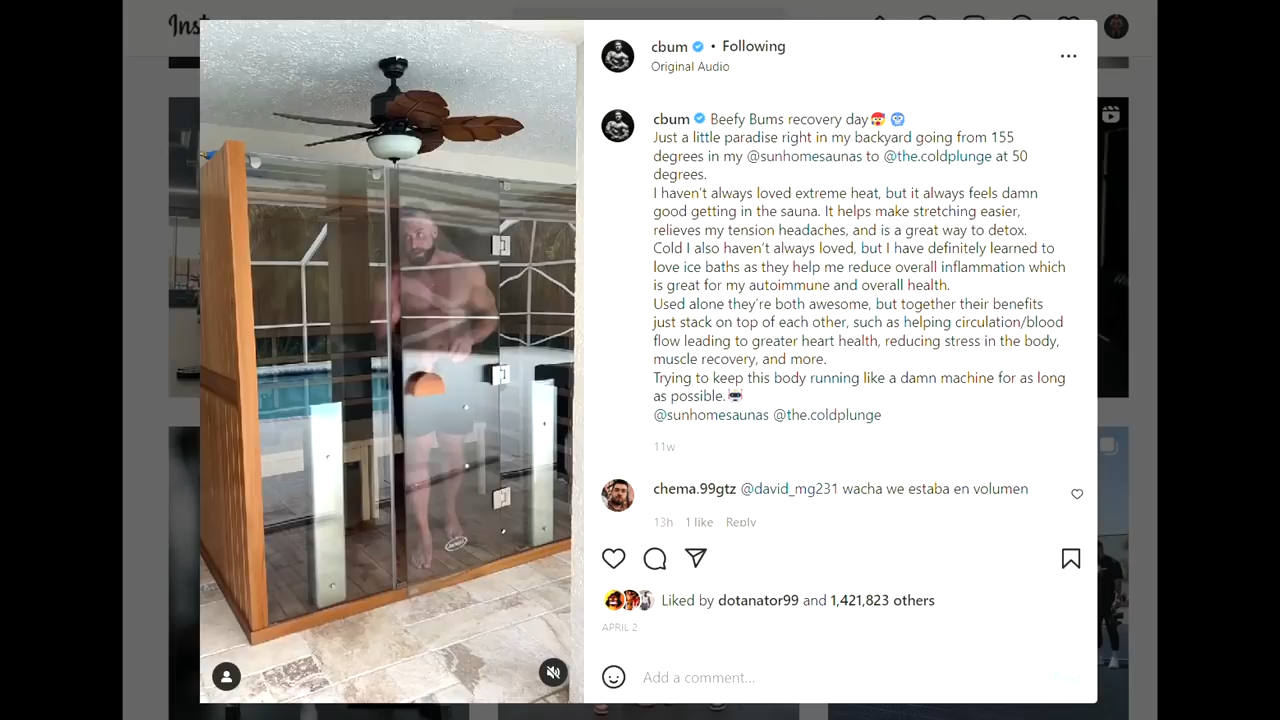 Inst
cbum • Following
Original Audio
cbum Beefy Bums recovery day🥵 🥶
Just a little paradise right in my backyard going from 155
degrees in my @sunhomesaunas to @the.coldplunge at 50
degrees.
I haven't always loved extreme heat, but it always feels damn
good getting in the sauna. It helps make stretching easier,
relieves my tension headaches, and is a great way to detox.
Cold I also haven't always loved, but I have definitely learned to
love ice baths as they help me reduce overall inflammation which
is great for my autoimmune and overall health.
Used alone they're both awesome, but together their benefits
just stack on top of each other, such as helping circulation/blood
flow leading to greater heart health, reducing stress in the body,
muscle recovery, and more.
Trying to keep this body running like a damn machine for as long
as possible.🤖
@sunhomesaunas @the.coldplunge
11w
chema.99gtz @david_mg231 wacha we estaba en volumen
13h 1 like Reply
Liked by dotanator99 and 1,421,823 others
APRIL 2
Add a comment...